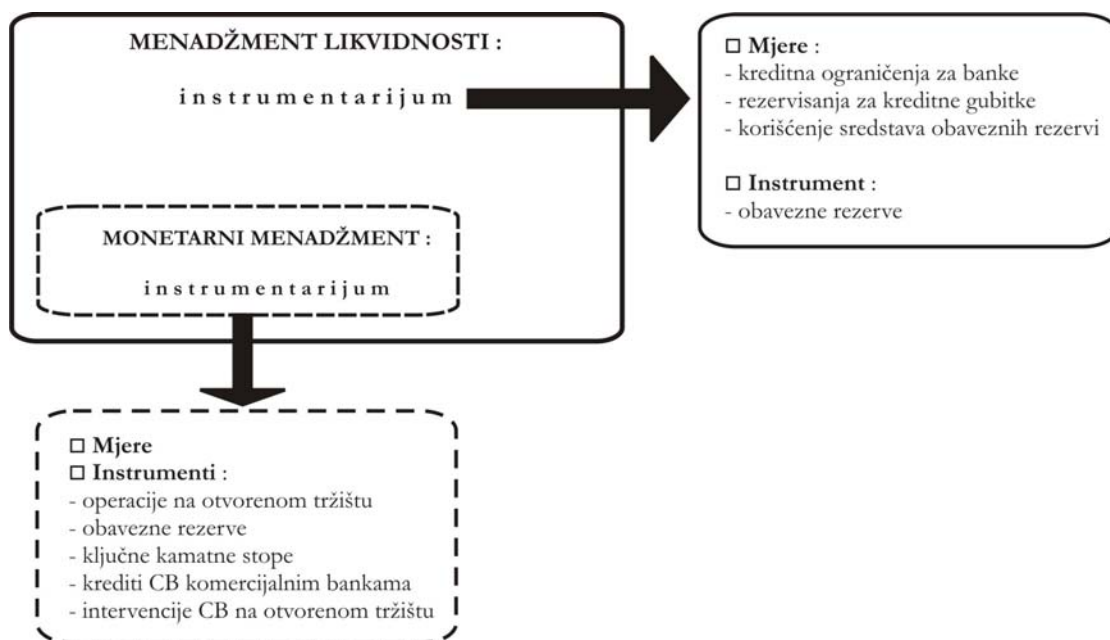 MENADŽMENT LIKVIDNOSTI :
instrumentarijum
MONETARNI MENADŽMENT :
instrumentarijum
□ Mjere :
- kreditna ograničenja za banke
- rezervisanja za kreditne gubitke
- korišćenje sredstava obaveznih rezervi
□ Instrument :
- obavezne rezerve
□ Mjere
□ Instrumenti :
- operacije na otvorenom tržištu
- obavezne rezerve
- ključne kamatne stope
- krediti CB komercijalnim bankama
- intervencije CB na otvorenom tržištu